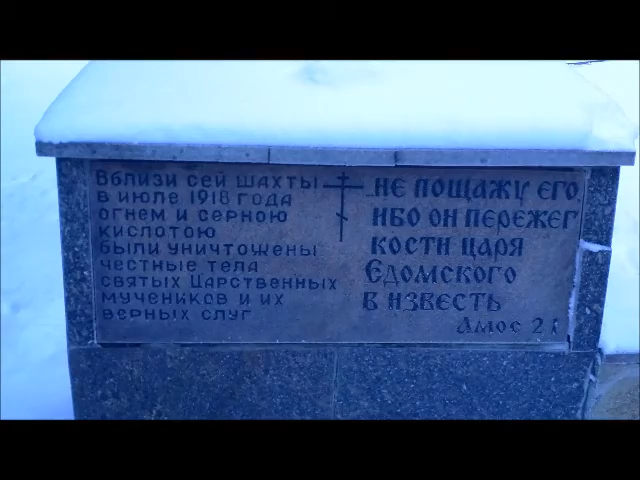 Вблизи сей шахты
в июле 1918 года
огнем и серною
кислотою
были уничтожены
честные тела
святых Царственных
мучеников и их
верных слуг
...не пощажу его,
ибо он пережег
кости царя
Едомского
в известь
Амос 2 1